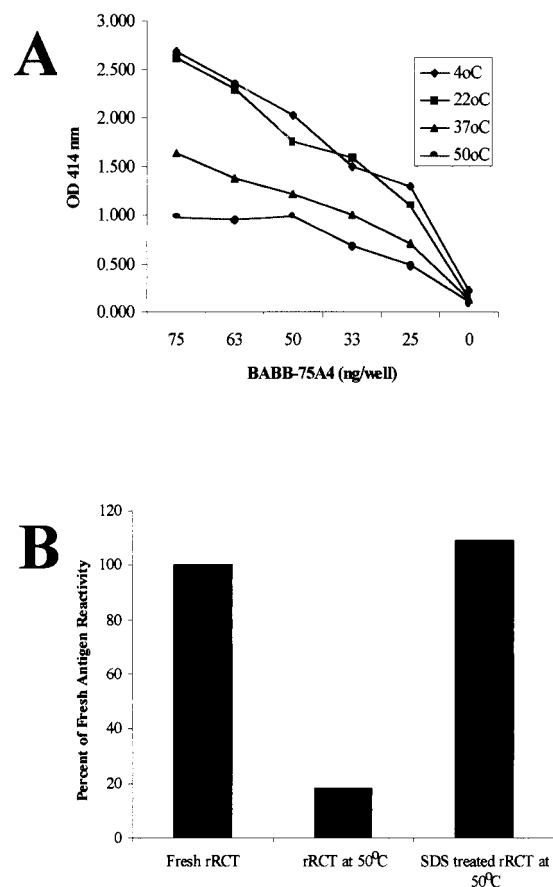 A
3.000
2.500
2.000
1.500
1.000
0.500
0.000
OD 414 nm
4oC
22oC
37oC
50oC
75 63 50 33 25 0
BABB-75A4 (ng/well)
B
120
100
80
60
40
20
0
Percent of Fresh Antigen Reactivity
Fresh rRCT rRCT at 50⁰C SDS treated rRCT at
50⁰C